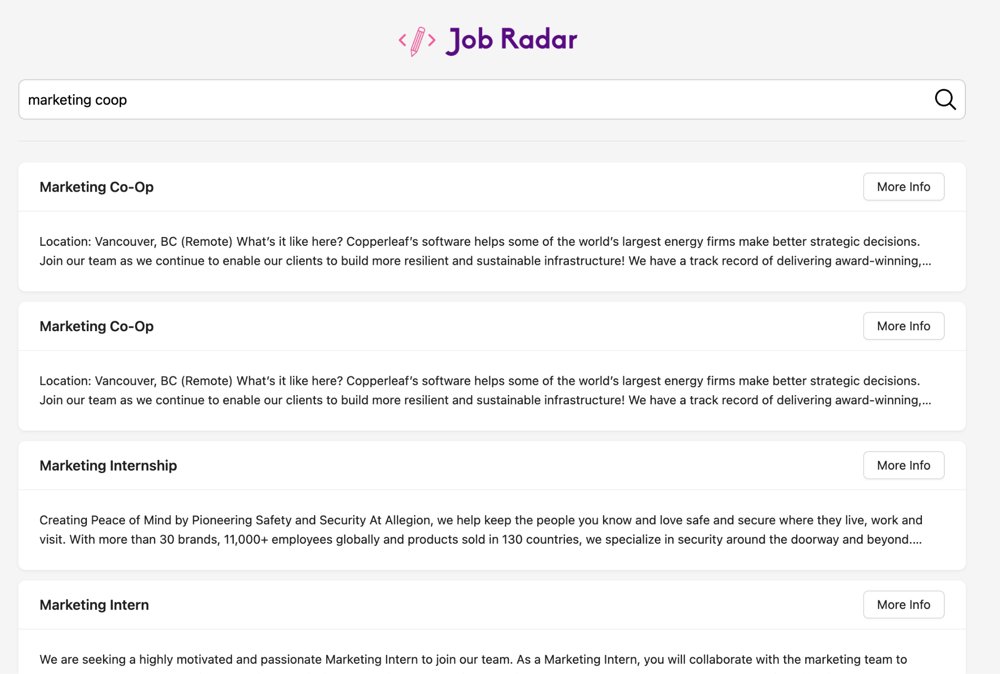 Job Radar
marketing coop
Marketing Co-Op
More Info
Location: Vancouver, BC (Remote) What’s it like here? Copperleaf’s software helps some of the world’s largest energy firms make better strategic decisions.
Join our team as we continue to enable our clients to build more resilient and sustainable infrastructure! We have a track record of delivering award-winning,...
Marketing Co-Op
More Info
Location: Vancouver, BC (Remote) What’s it like here? Copperleaf’s software helps some of the world’s largest energy firms make better strategic decisions.
Join our team as we continue to enable our clients to build more resilient and sustainable infrastructure! We have a track record of delivering award-winning,...
Marketing Internship
More Info
Creating Peace of Mind by Pioneering Safety and Security At Allegion, we help keep the people you know and love safe and secure where they live, work and
visit. With more than 30 brands, 11,000+ employees globally and products sold in 130 countries, we specialize in security around the doorway and beyond....
Marketing Intern
More Info
We are seeking a highly motivated and passionate Marketing Intern to join our team. As a Marketing Intern, you will collaborate with the marketing team to